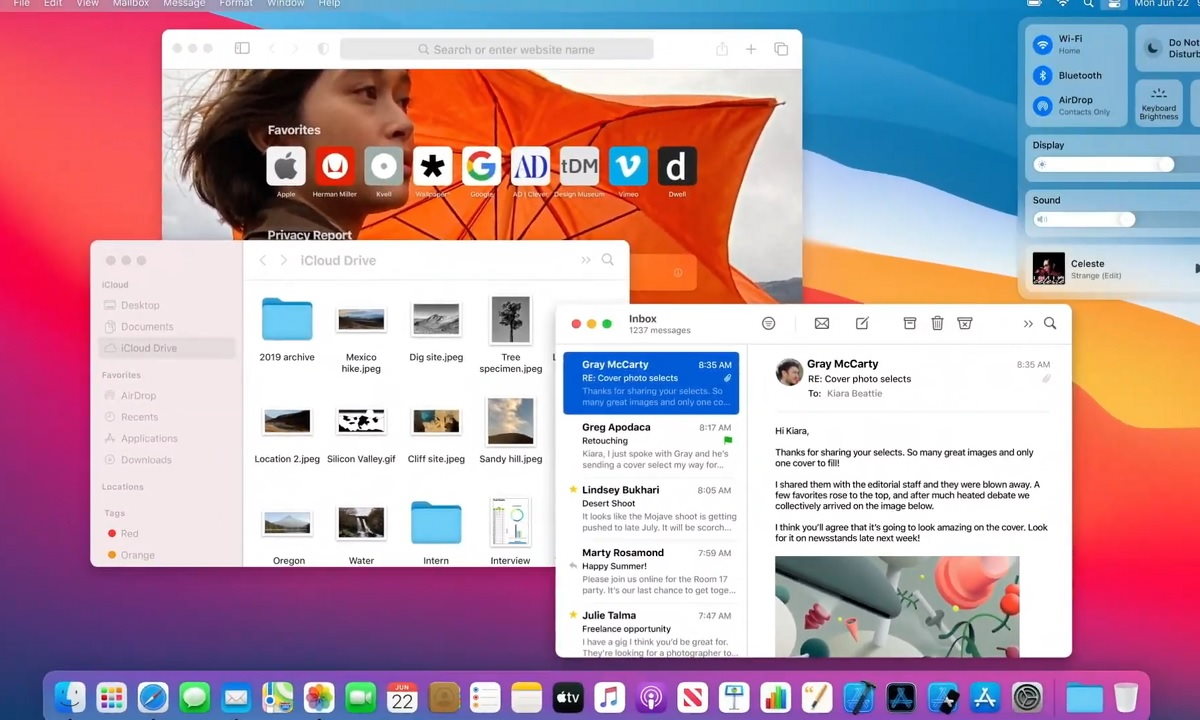 File Edit View Mailbox Message Format Window Help
Mon Jun 22
Search or enter website name
Favorites
Apple
Herman Miller
Kvell
Wallpaper
Google
AD | Clever
Design Museum
Vimeo
Dwell
AD
tDM
d
Privacy Report
iCloud
Desktop
Documents
iCloud Drive
Favorites
AirDrop
Recents
Applications
Downloads
Locations
Tags
Red
Orange
iCloud Drive
2019 archive
Mexico
hike.jpeg
Dig site.jpeg
Tree
specimen.jpeg
Location 2.jpeg
Silicon Valley.gif
Cliff site.jpeg
Sandy hill.jpeg
Oregon
Water
Intern
Interview
Inbox
1237 messages
Gray McCarty 8:35 AM
RE: Cover photo selects
Thanks for sharing your selects. So
many great images and only one co...
Greg Apodaca 8:17 AM
Retouching
Kiara, I just spoke with Gray and he's
sending a cover select my way for...
Lindsey Bukhari 8:05 AM
Desert Shoot
It looks like the Mojave shoot is getting
pushed to late July. It will be scorch...
Marty Rosamond 7:59 AM
Happy Summer!
Please join us online for the Room 17
party. It's our last chance to get toge...
Julie Talma 7:47 AM
Freelance opportunity
I have a gig I think you'd be great for.
They're looking for a photographer to...
Gray McCarty 8:35 AM
RE: Cover photo selects
To: Kiara Beattie
Hi Kiara,
Thanks for sharing your selects. So many great images and only
one cover to fill!
I shared them with the editorial staff and they were blown away. A
few favorites rose to the top, and after much heated debate we
collectively arrived on the image below.
I think you'll agree that it's going to look amazing on the cover. Look
for it on newsstands late next week!
Wi-Fi
Home
Bluetooth
AirDrop
Contacts Only
Do Not
Disturb
Keyboard
Brightness
Display
Sound
Celeste
Strange (Edit)
JUN
22
tv